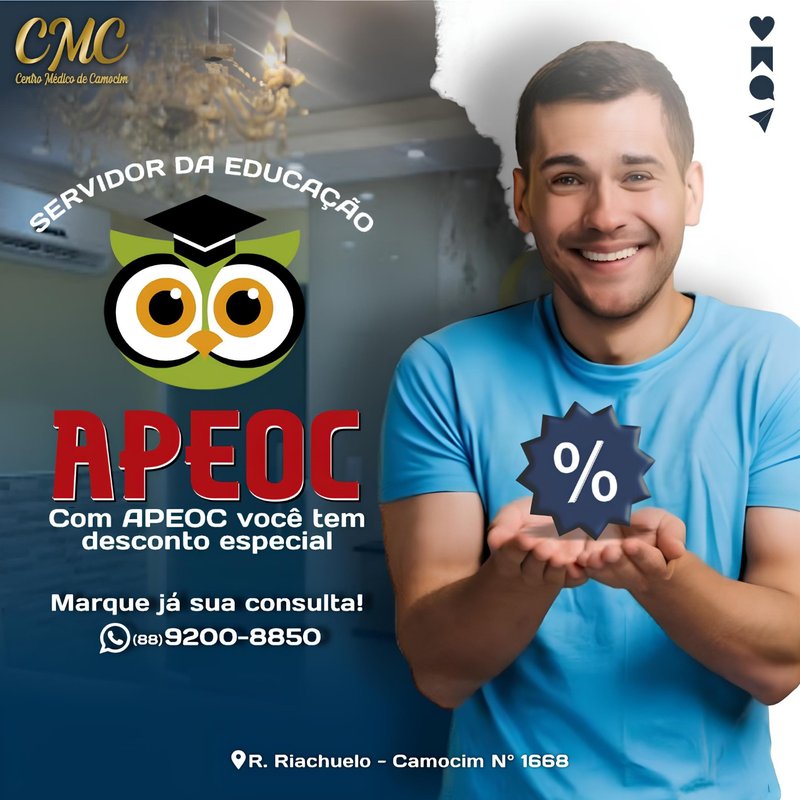 CMC
Centro Médico de Camocim
SERVIDOR DA EDUCAÇÃO
APEOC
Com APEOC você tem
desconto especial
%
Marque já sua consulta!
(88)9200-8850
R. Riachuelo - Camocim N° 1668